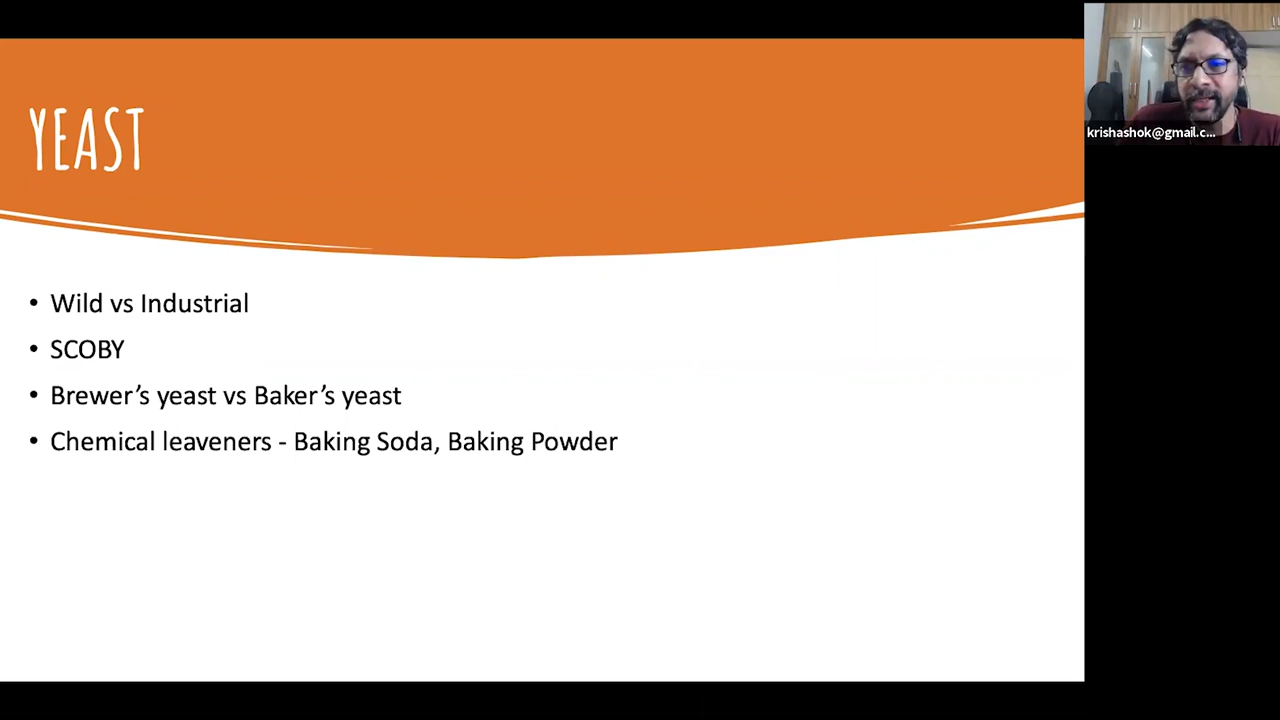 YEAST
• Wild vs Industrial
• SCOBY
• Brewer’s yeast vs Baker’s yeast
• Chemical leaveners - Baking Soda, Baking Powder
krishashok@gmail.c...